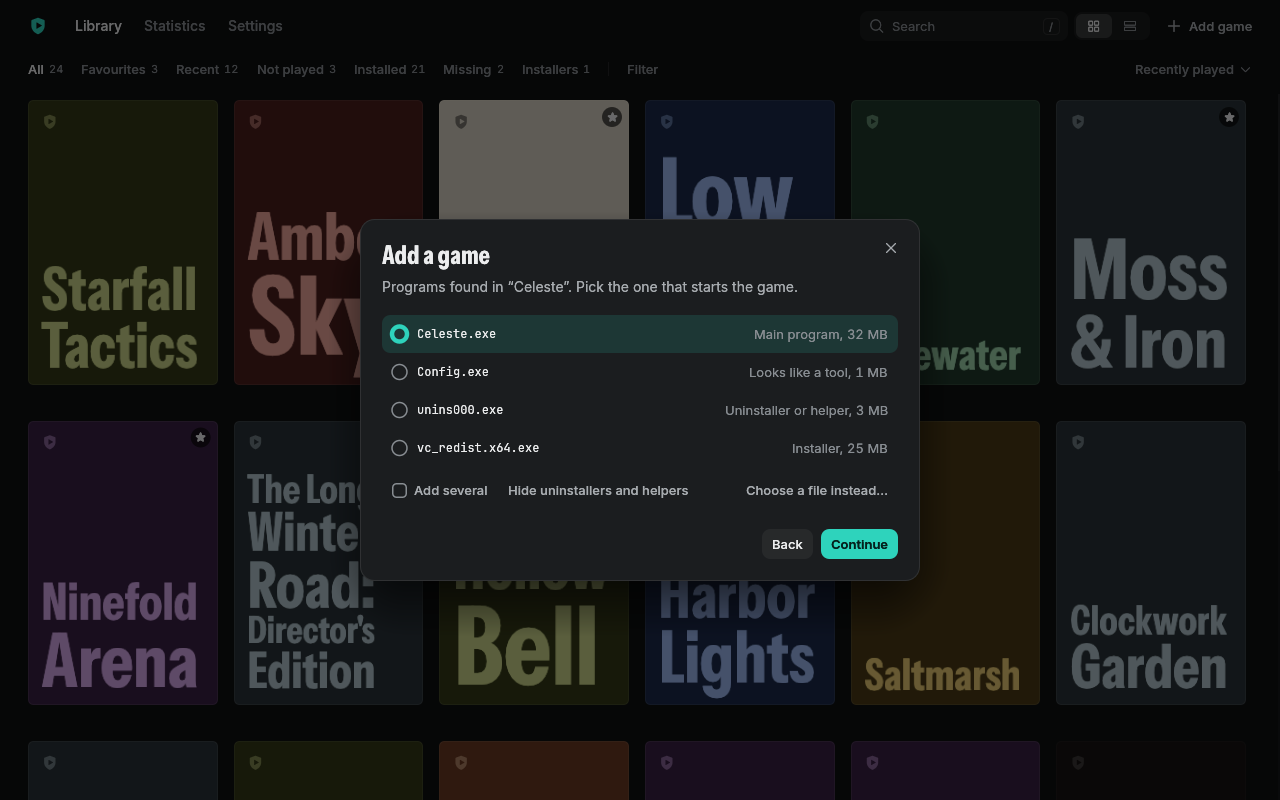 Library Statistics Settings Search / Add game
All 24 Favourites 3 Recent 12 Not played 3 Installed 21 Missing 2 Installers 1 Filter Recently played
Starfall
Tactics
Sky
Low
Moss
& Iron
Add a game
Programs found in “Celeste”. Pick the one that starts the game.
Celeste.exe Main program, 32 MB
Config.exe Looks like a tool, 1 MB
unins000.exe Uninstaller or helper, 3 MB
vc_redist.x64.exe Installer, 25 MB
Add several Hide uninstallers and helpers Choose a file instead...
Back Continue
Ninefold
Arena
The Long
Winter
Road:
Director's
Edition
Bell
Harbor
Lights
Saltmarsh
Clockwork
Garden